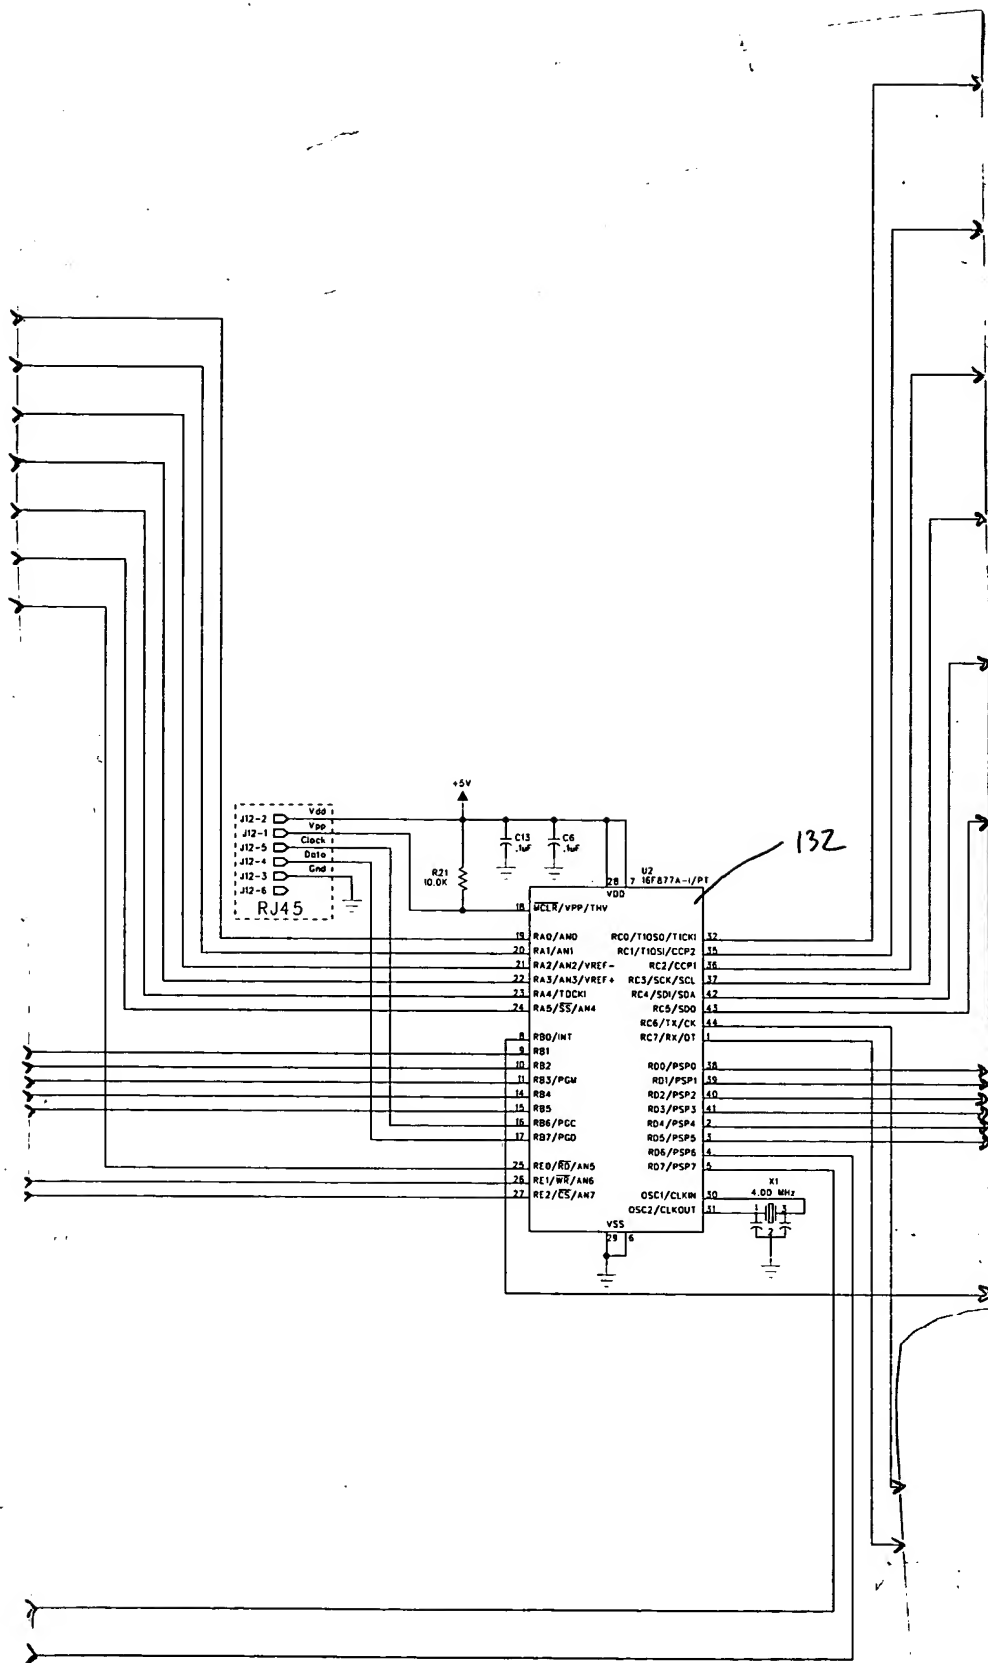 +5V
J12-2 Vdd
J12-1 Vpp
J12-5 Clock
J12-4 Data
J12-3 Gnd
J12-6
RJ45
R21
10.0K
C13
.1uF
C6
.1uF
132
U2
16F877A-I/PT
28 7
VDD
18 MCLR/VPP/THV
19 RA0/AN0
20 RA1/AN1
21 RA2/AN2/VREF-
22 RA3/AN3/VREF+
23 RA4/TOCKI
24 RA5/SS/AN4
8 RB0/INT
9 RB1
10 RB2
11 RB3/PGM
14 RB4
15 RB5
16 RB6/PGC
17 RB7/PGD
25 RE0/RD/AN5
26 RE1/WR/AN6
27 RE2/CS/AN7
RC0/T1OSO/T1CKI 32
RC1/T1OSI/CCP2 35
RC2/CCP1 36
RC3/SCK/SCL 37
RC4/SDI/SDA 42
RC5/SDO 43
RC6/TX/CK 44
RC7/RX/DT 1
RD0/PSP0 38
RD1/PSP1 39
RD2/PSP2 40
RD3/PSP3 41
RD4/PSP4 2
RD5/PSP5 3
RD6/PSP6 4
RD7/PSP7 5
OSC1/CLKIN 30
OSC2/CLKOUT 31
VSS
29 6
X1
4.00 MHz
1 3
2